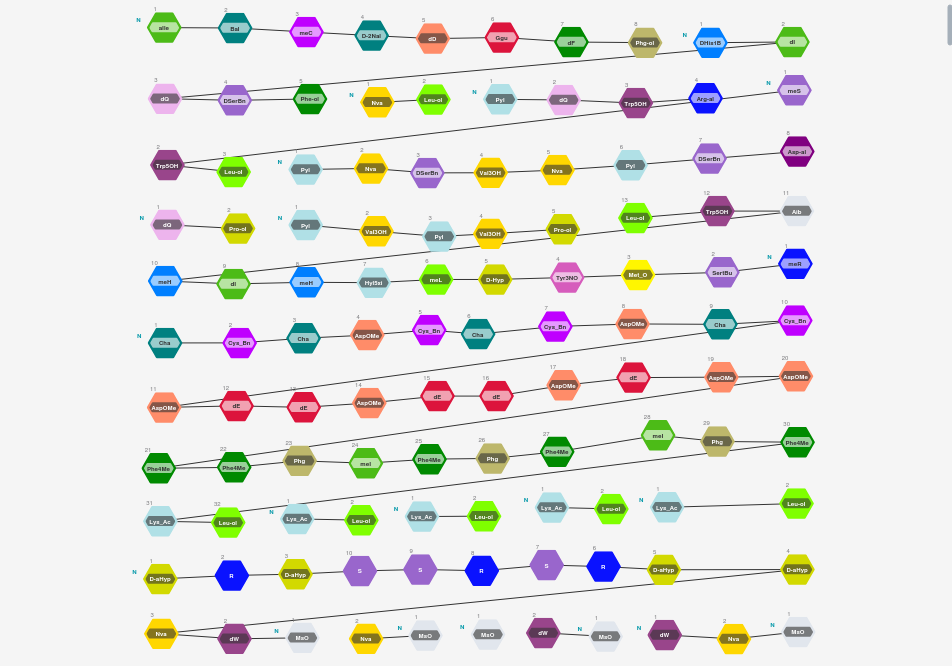 N 1 aIle 2 Bal 3 meC 4 D-2Nal 5 dD 6 Ggu 7 dF 8 Phg-ol N 1 DHis1B 2 dI
3 dQ 4 DSerBn 5 Phe-ol N 1 Nva 2 Leu-ol N 1 Pyl 2 dQ 3 Trp5OH 4 Arg-al N 1 meS
2 Trp5OH 3 Leu-ol N 1 Pyl 2 Nva 3 DSerBn 4 Val3OH 5 Nva 6 Pyl 7 DSerBn 8 Asp-al
N 1 dQ 2 Pro-ol N 1 Pyl 2 Val3OH 3 Pyl 4 Val3OH 5 Pro-ol 13 Leu-ol 12 Trp5OH 11 Aib
10 meH 9 dI 8 meH 7 Hyl5si 6 meL 5 D-Hyp 4 Tyr3NO 3 Met_O 2 SertBu N 1 meR
N 1 Cha 2 Cys_Bn 3 Cha 4 AspOMe 5 Cys_Bn 6 Cha 7 Cys_Bn 8 AspOMe 9 Cha 10 Cys_Bn
11 AspOMe 12 dE 13 dE 14 AspOMe 15 dE 16 dE 17 AspOMe 18 dE 19 AspOMe 20 AspOMe
21 Phe4Me 22 Phe4Me 23 Phg 24 meI 25 Phe4Me 26 Phg 27 Phe4Me 28 meI 29 Phg 30 Phe4Me
31 Lys_Ac 32 Leu-ol N 1 Lys_Ac 2 Leu-ol N 1 Lys_Ac 2 Leu-ol N 1 Lys_Ac 2 Leu-ol N 1 Lys_Ac 2 Leu-ol
N 1 D-aHyp 2 R 3 D-aHyp 10 S 9 S 8 R 7 S 6 R 5 D-aHyp 4 D-aHyp
3 Nva 2 dW N 1 MsO 2 Nva N 1 MsO N 1 MsO 2 dW N 1 MsO N 1 dW 2 Nva N 1 MsO